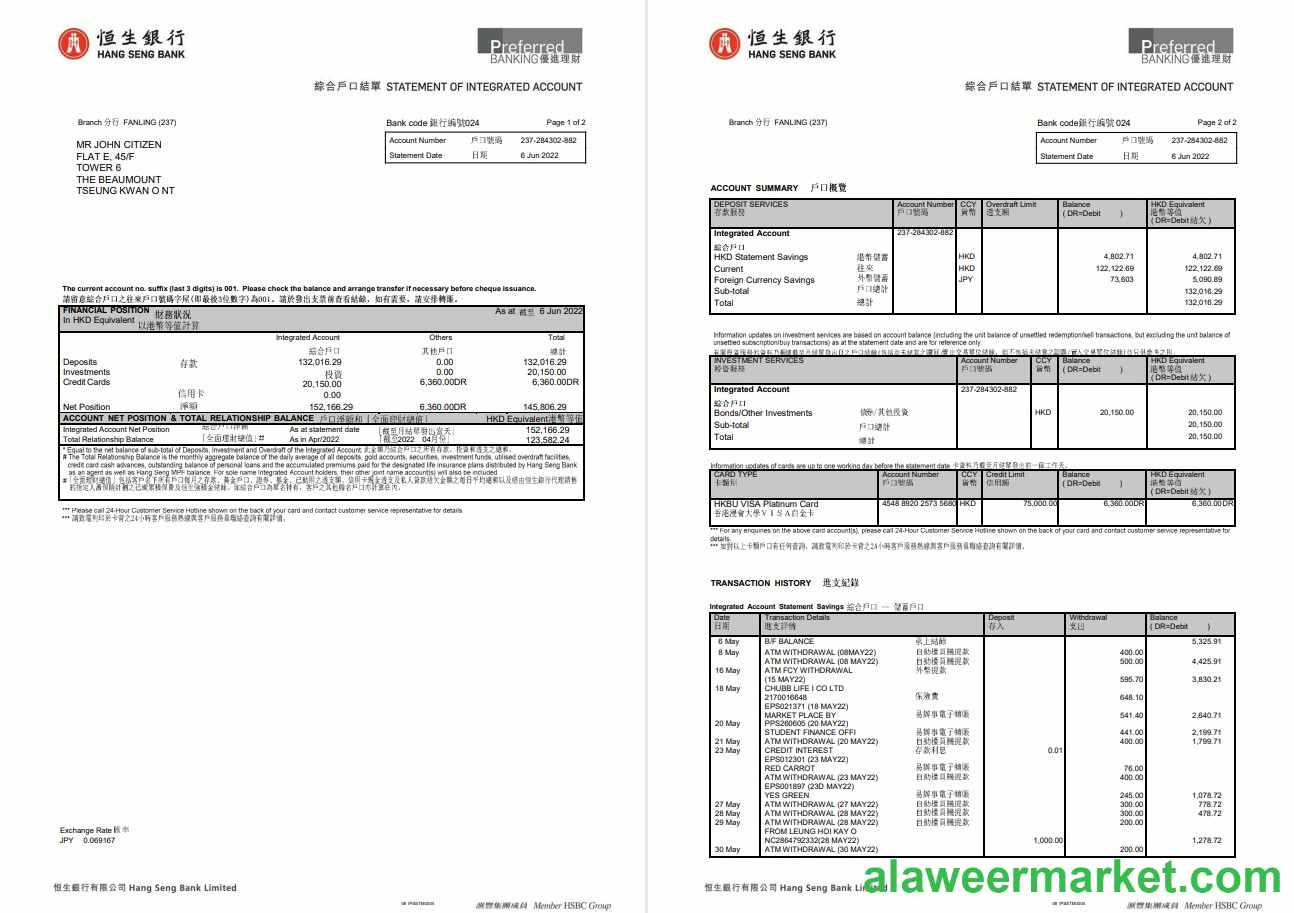 恒生銀行
HANG SENG BANK
Preferred
BANKING優進理財
綜合戶口結單 STATEMENT OF INTEGRATED ACCOUNT
Branch 分行 FANLING (237)
Bank code 銀行編號024 Page 1 of 2
Account Number 戶口號碼 237-284302-882
Statement Date 日期 6 Jun 2022
MR JOHN CITIZEN
FLAT E, 45/F
TOWER 6
THE BEAUMOUNT
TSEUNG KWAN O NT
The current account no. suffix (last 3 digits) is 001. Please check the balance and arrange transfer if necessary before cheque issuance.
請留意綜合戶口之往來戶口號碼字尾(即最後3位數字)為001。請於發出支票前查看結餘，如有需要，請安排轉賬。
FINANCIAL POSITION 財務狀況 As at 截至 6 Jun 2022
In HKD Equivalent 以港幣等值計算
Integrated Account Others Total
綜合戶口 其他戶口 總計
Deposits 存款 132,016.29 0.00 132,016.29
Investments 投資 20,150.00 0.00 20,150.00
Credit Cards 信用卡 0.00 6,360.00DR 6,360.00DR
Net Position 淨額 152,166.29 6,360.00DR 145,806.29
ACCOUNT NET POSITION & TOTAL RELATIONSHIP BALANCE 戶口淨額和「全面理財總值」 HKD Equivalent港幣等值
Integrated Account Net Position 綜合戶口淨額 As at statement date 「截至月結單發出當天」 152,166.29
Total Relationship Balance 「全面理財總值」# As in Apr/2022 「截至2022 04月份」 123,582.24
* Equal to the net balance of sub-total of Deposits, Investment and Overdraft of the Integrated Account. 此金額乃綜合戶口之所有存款、投資和透支之總和。
# The Total Relationship Balance is the monthly aggregate balance of the daily average of all deposits, gold accounts, securities, investment funds, utilised overdraft facilities,
credit card cash advances, outstanding balance of personal loans and the accumulated premiums paid for the designated life insurance plans distributed by Hang Seng Bank
as an agent well as Hang Seng MPF balance. For sole name Integrated Account holders, their other joint name account(s) will also be included.
*** Please call 24-Hour Customer Service Hotline shown on the back of your card and contact customer service representative for details.
*** 請致電列印於卡背之24小時客戶服務熱線與客戶服務員聯絡查詢有關詳情。
Exchange Rate 匯率
JPY 0.069167
恒生銀行有限公司 Hang Seng Bank Limited
滙豐集團成員 Member HSBC Group
恒生銀行
HANG SENG BANK
Preferred
BANKING優進理財
綜合戶口結單 STATEMENT OF INTEGRATED ACCOUNT
Branch 分行 FANLING (237)
Bank code 銀行編號024 Page 2 of 2
Account Number 戶口號碼 237-284302-882
Statement Date 日期 6 Jun 2022
ACCOUNT SUMMARY 戶口概覽
DEPOSIT SERVICES Account Number CCY Overdraft Limit Balance HKD Equivalent
存款服務 戶口號碼 貨幣 透支額 ( DR=Debit ) 港幣等值
( DR=Debit 結欠 )
Integrated Account 237-284302-882
綜合戶口
HKD Statement Savings 港幣儲蓄 HKD 4,802.71 4,802.71
Current 往來 HKD 122,122.69 122,122.69
Foreign Currency Savings 外幣儲蓄 JPY 73,603 5,090.89
Sub-total 戶口總計 132,016.29
Total 總計 132,016.29
Information updates on investment services are based on account balance (including the unit balance of unsettled redemption/sell transactions, but excluding the unit balance of
unsettled subscription/buy transactions) as at the statement date and are for reference only.
INVESTMENT SERVICES Account Number CCY Balance HKD Equivalent
投資服務 戶口號碼 貨幣 ( DR=Debit ) 港幣等值
( DR=Debit 結欠 )
Integrated Account 237-284302-882
綜合戶口
Bonds/Other Investments 債券/其他投資 HKD 20,150.00 20,150.00
Sub-total 戶口總計 20,150.00
Total 總計 20,150.00
Information updates of cards are up to one working day before the statement date 卡資料乃截至月結單發出前一個工作天。
CARD TYPE Account Number CCY Credit Limit Balance HKD Equivalent
卡類形 戶口號碼 貨幣 信用額 ( DR=Debit ) 港幣等值
( DR=Debit 結欠 )
HKBU VISA Platinum Card 4548 8920 2573 5680 HKD 75,000.00 6,360.00DR 6,360.00DR
香港浸會大學ＶＩＳＡ白金卡
*** For any enquiries on the above card account(s), please call 24-Hour Customer Service Hotline shown on the back of your card and contact customer service representative for
details.
*** 如對以上卡類戶口有任何查詢，請致電列印於卡背之24小時客戶服務熱線與客戶服務員聯絡查詢有關詳情。
TRANSACTION HISTORY 進支紀錄
Integrated Account Statement Savings 綜合戶口 — 儲蓄戶口
Date Transaction Details Deposit Withdrawal Balance
日期 進支詳情 存入 支出 ( DR=Debit )
6 May B/F BALANCE 承上結餘 5,325.91
8 May ATM WITHDRAWAL (08MAY22) 自動櫃員機提款 400.00
ATM WITHDRAWAL (08 MAY22) 自動櫃員機提款 500.00 4,425.91
16 May ATM FCY WITHDRAWAL 外幣提款
(15 MAY22) 595.70 3,830.21
18 May CHUBB LIFE I CO LTD
2170016648 保險費 648.10
EPS021371 (18 MAY22)
MARKET PLACE BY 易辦事電子轉賬 541.40 2,640.71
20 May PPS260605 (20 MAY22)
STUDENT FINANCE OFFI 易辦事電子轉賬 441.00 2,199.71
21 May ATM WITHDRAWAL (20 MAY22) 自動櫃員機提款 400.00 1,799.71
23 May CREDIT INTEREST 存款利息 0.01
EPS012301 (23 MAY22)
RED CARROT 易辦事電子轉賬 76.00
ATM WITHDRAWAL (23 MAY22) 自動櫃員機提款 400.00
EPS001897 (23D MAY22)
YES GREEN 易辦事電子轉賬 245.00 1,078.72
27 May ATM WITHDRAWAL (27 MAY22) 自動櫃員機提款 300.00 778.72
28 May ATM WITHDRAWAL (28 MAY22) 自動櫃員機提款 300.00 478.72
29 May ATM WITHDRAWAL (28 MAY22) 自動櫃員機提款 200.00
FROM LEUNG HOI KAY O
NC2864792332(28 MAY22) 1,000.00 1,278.72
30 May ATM WITHDRAWAL (30 MAY22) 200.00
alaweermarket.com
恒生銀行有限公司 Hang Seng Bank Limited
滙豐集團成員 Member HSBC Group